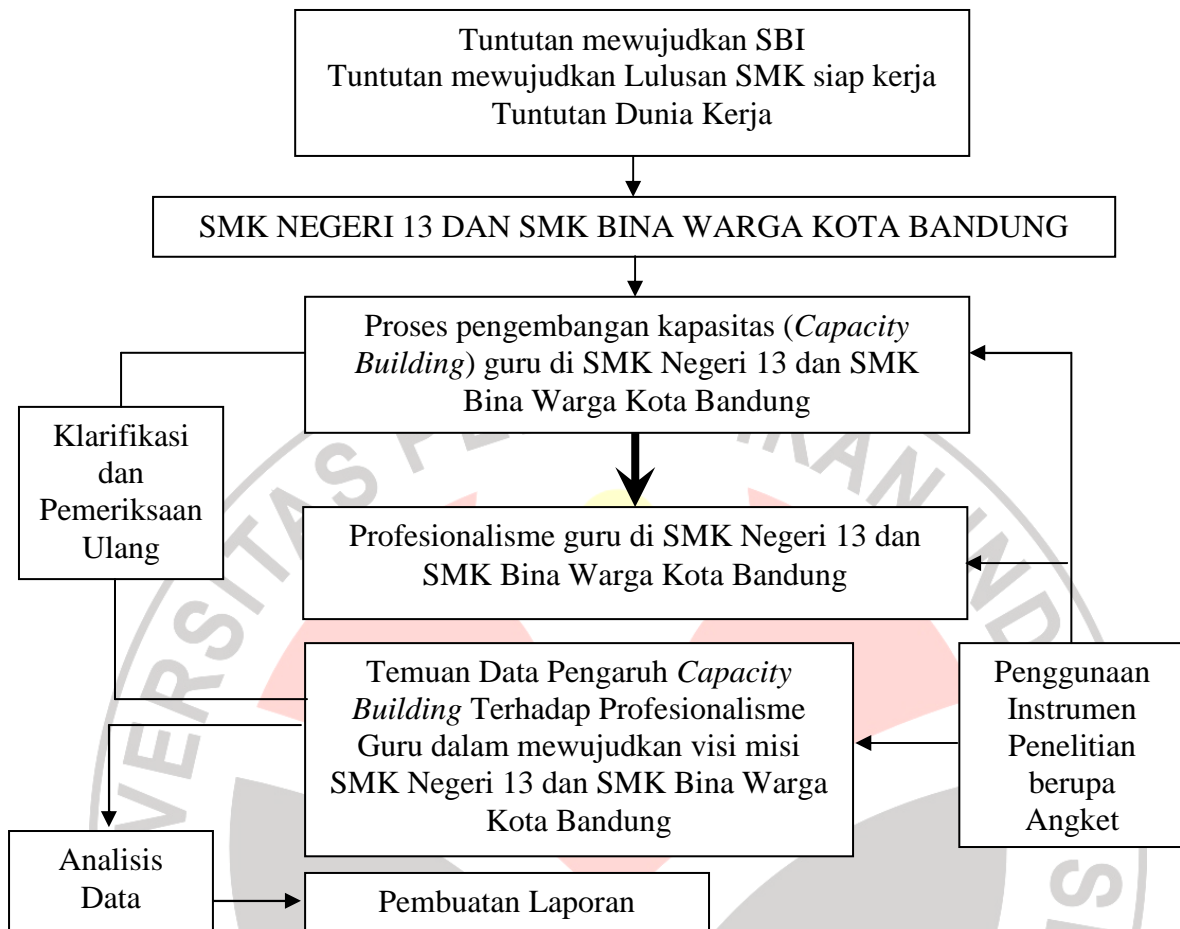 Tuntutan mewujudkan SBI
Tuntutan mewujudkan Lulusan SMK siap kerja
Tuntutan Dunia Kerja
SMK NEGERI 13 DAN SMK BINA WARGA KOTA BANDUNG
Proses pengembangan kapasitas (Capacity
Building) guru di SMK Negeri 13 dan SMK
Bina Warga Kota Bandung
Klarifikasi
dan
Pemeriksaan
Ulang
Profesionalisme guru di SMK Negeri 13 dan
SMK Bina Warga Kota Bandung
Temuan Data Pengaruh Capacity
Building Terhadap Profesionalisme
Guru dalam mewujudkan visi misi
SMK Negeri 13 dan SMK Bina Warga
Kota Bandung
Penggunaan
Instrumen
Penelitian
berupa
Angket
Analisis
Data
Pembuatan Laporan